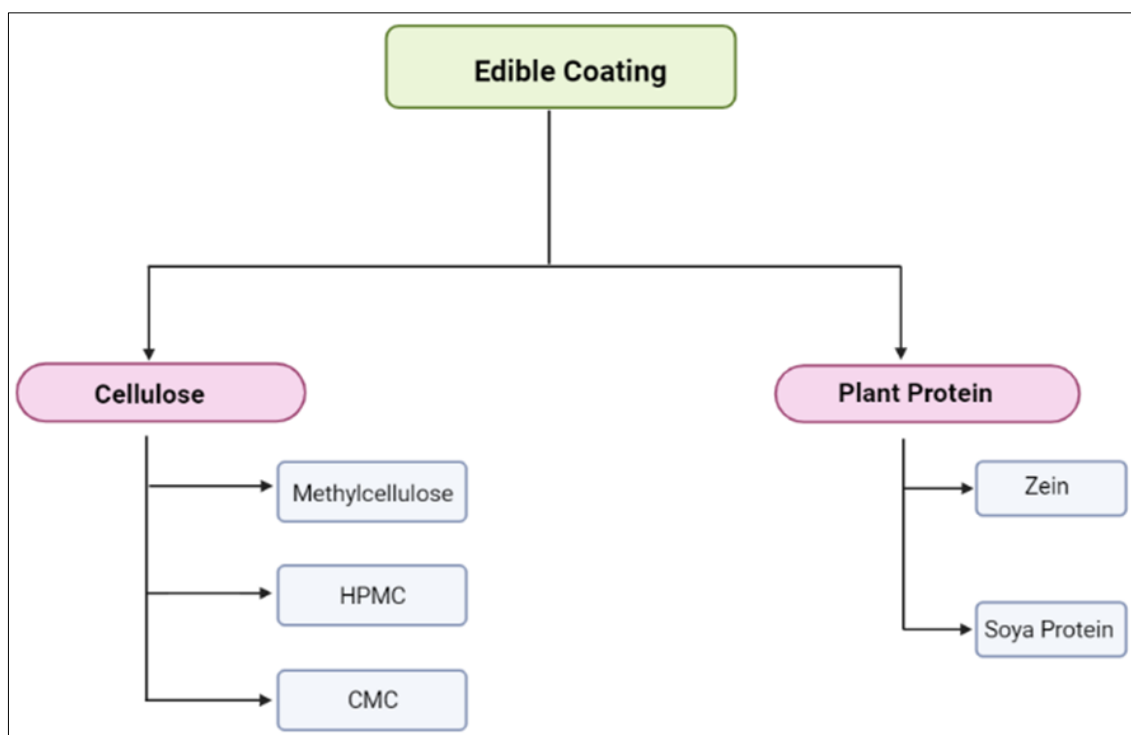 Edible Coating
Cellulose
Plant Protein
Methylcellulose
Zein
HPMC
Soya Protein
CMC